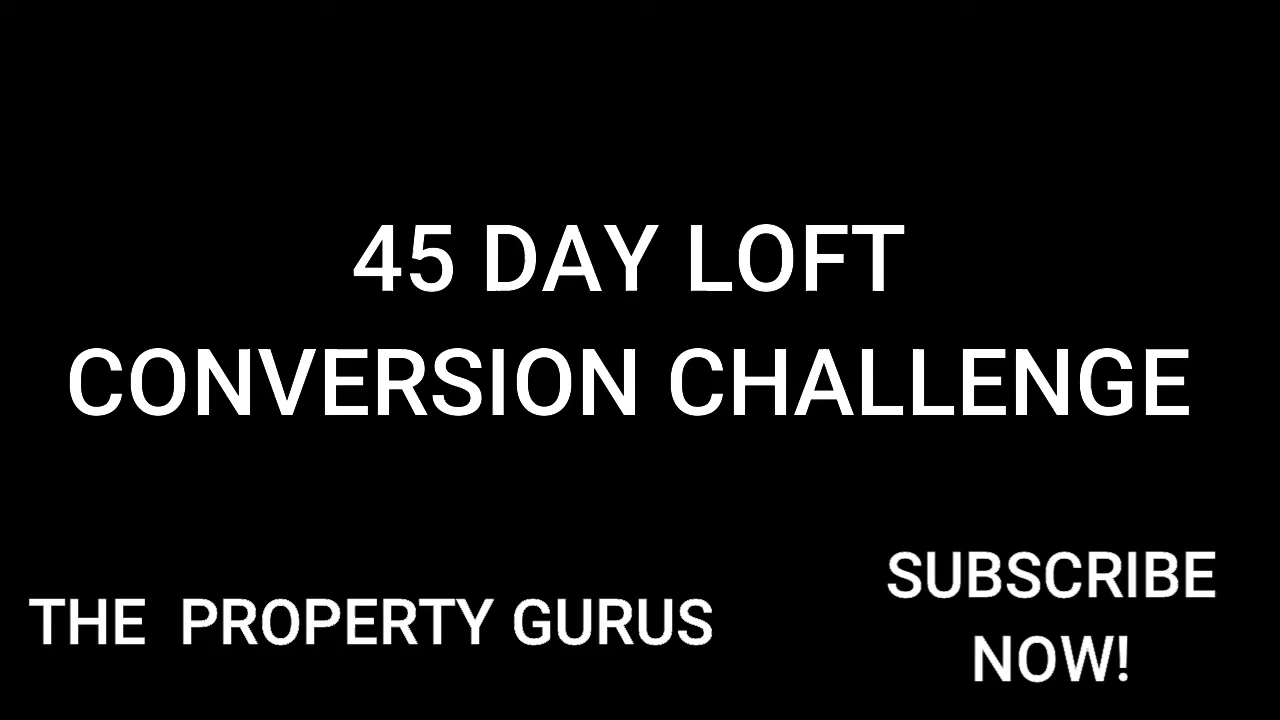 45 DAY LOFT
CONVERSION CHALLENGE
THE PROPERTY GURUS
SUBSCRIBE
NOW!